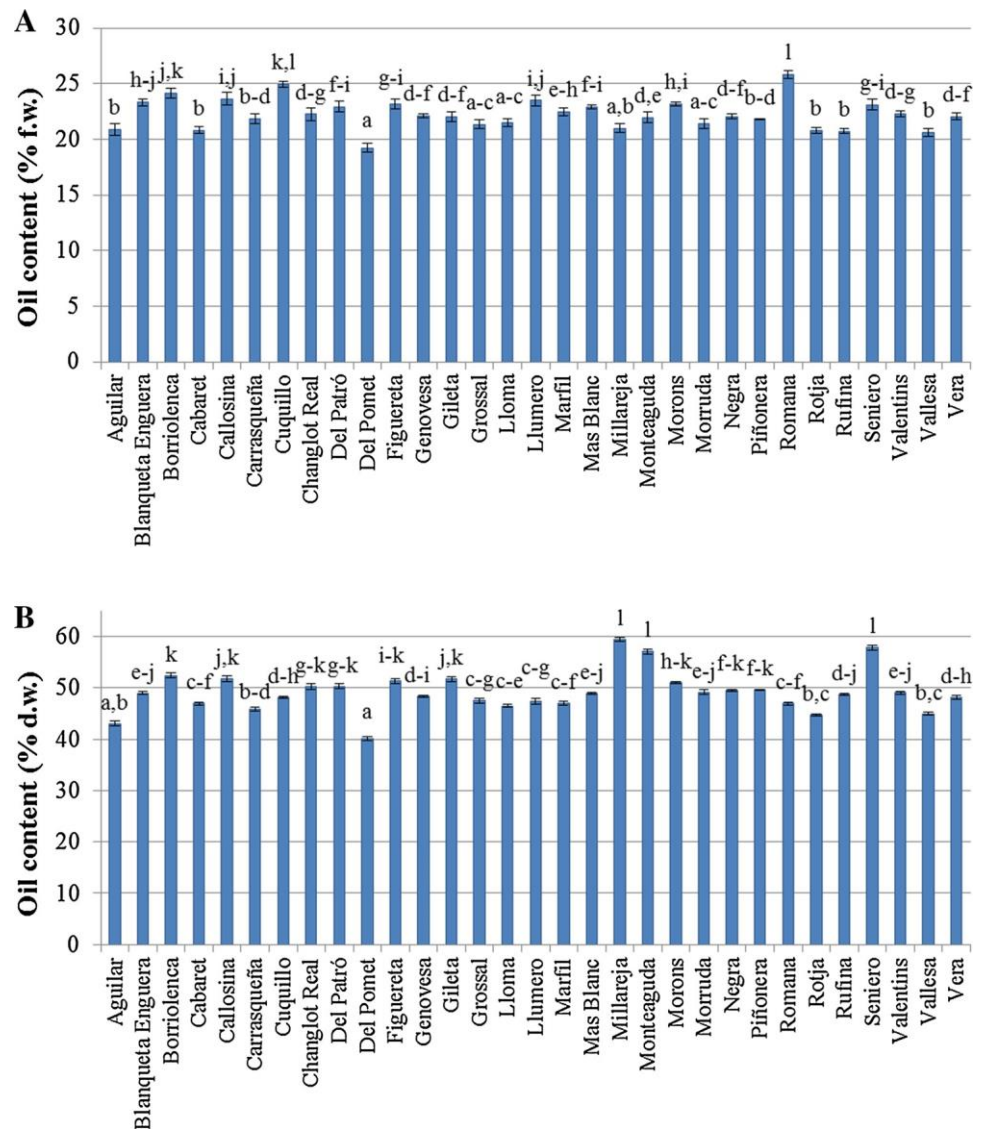 A
Oil content (% f.w.)
30
25
20
15
10
5
0
b
h-j
j,k
b
i,j
b-d
k,l
d-g
f-i
a
g-i
d-f
d-f
a-c
a-c
i,j
e-h
f-i
a,b
d,e
h,i
a-c
d-f
b-d
l
b
b
g-i
d-g
b
d-f
Aguilar
Blanqueta Enguera
Borriolenca
Cabaret
Callosina
Carrasqueña
Cuquillo
Changlot Real
Del Patró
Del Pomet
Figuereta
Genovesa
Gileta
Grossal
Lloma
Llumero
Marfil
Mas Blanc
Millareja
Monteaguda
Morons
Morruda
Negra
Piñonera
Romana
Rotja
Rufina
Seniero
Valentins
Vallesa
Vera
B
Oil content (% d.w.)
60
50
40
30
20
10
0
a,b
e-j
k
c-f
j,k
b-d
d-h
g-k
g-k
a
i-k
d-i
j,k
c-g
c-e
c-g
c-f
e-j
l
l
h-k
e-j
f-k
f-k
c-f
b,c
d-j
l
e-j
b,c
d-h
Aguilar
Blanqueta Enguera
Borriolenca
Cabaret
Callosina
Carrasqueña
Cuquillo
Changlot Real
Del Patró
Del Pomet
Figuereta
Genovesa
Gileta
Grossal
Lloma
Llumero
Marfil
Mas Blanc
Millareja
Monteaguda
Morons
Morruda
Negra
Piñonera
Romana
Rotja
Rufina
Seniero
Valentins
Vallesa
Vera